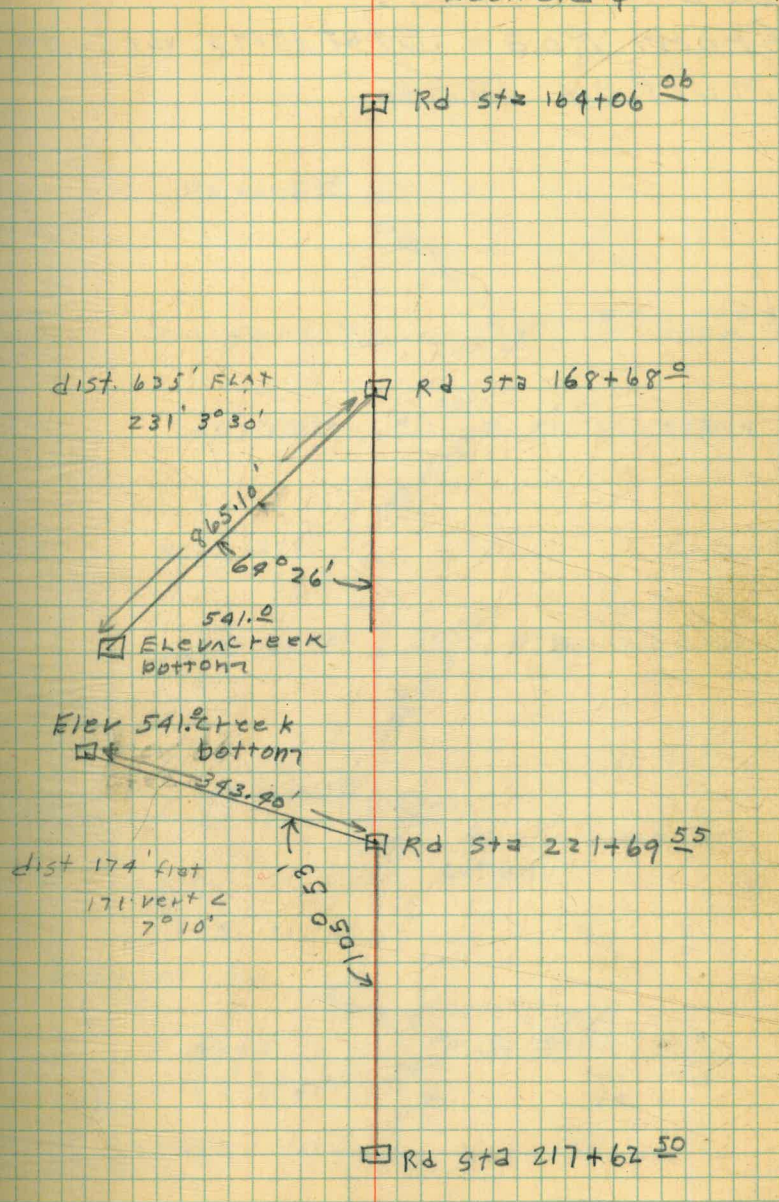 Rd sta 164+06 06
dist. 635' FLAT
231' 3°30'
Rd sta 168+68 0
865.10'
64°26'
541.0
Elev creek
bottom
Elev 541.0 creek
bottom
343.40'
Rd sta 221+69 55
dist 174' flat
171 vert <
7°10'
105° 53'
Rd sta 217+62 50